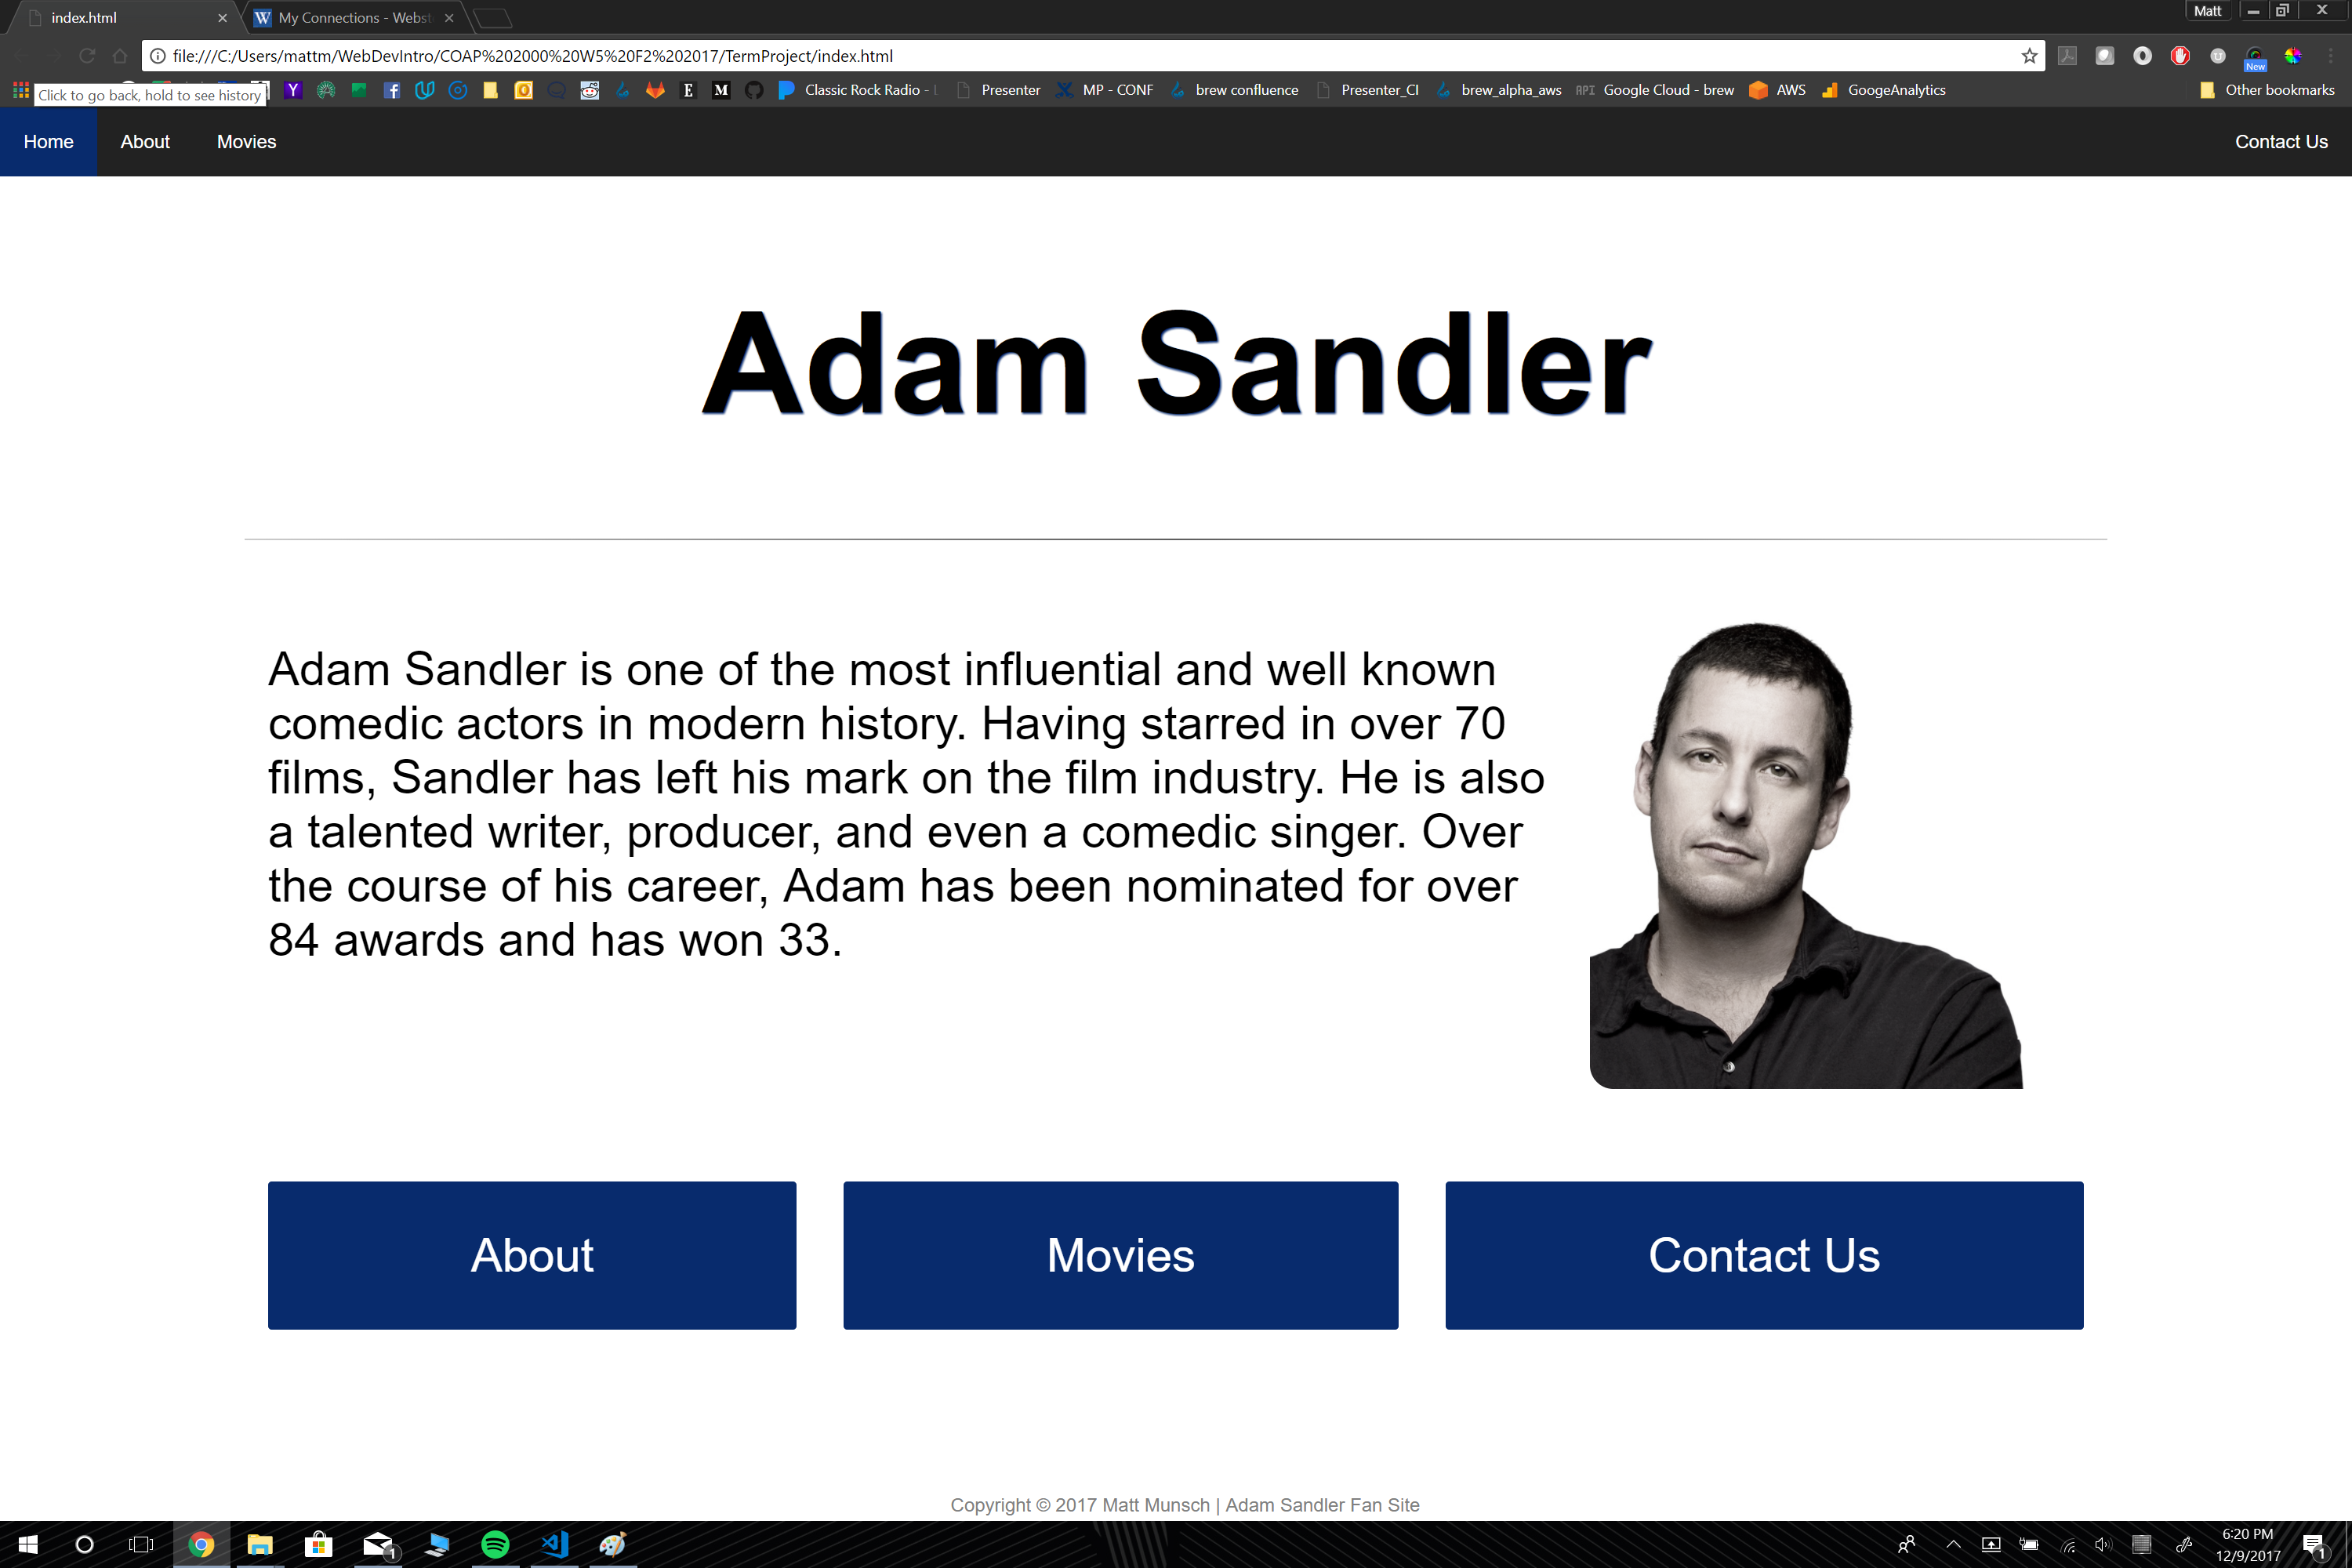 index.html
My Connections - Webst
Matt
file:///C:/Users/mattm/WebDevIntro/COAP%202000%20W5%20F2%202017/TermProject/index.html
New
Click to go back, hold to see history
Classic Rock Radio - L
Presenter
MP - CONF
brew confluence
Presenter_CI
brew_alpha_aws
API
Google Cloud - brew
AWS
GoogeAnalytics
Other bookmarks
Home
About
Movies
Contact Us
Adam Sandler
Adam Sandler is one of the most influential and well known
comedic actors in modern history. Having starred in over 70
films, Sandler has left his mark on the film industry. He is also
a talented writer, producer, and even a comedic singer. Over
the course of his career, Adam has been nominated for over
84 awards and has won 33.
About
Movies
Contact Us
Copyright © 2017 Matt Munsch | Adam Sandler Fan Site
1
6:20 PM
12/9/2017
1